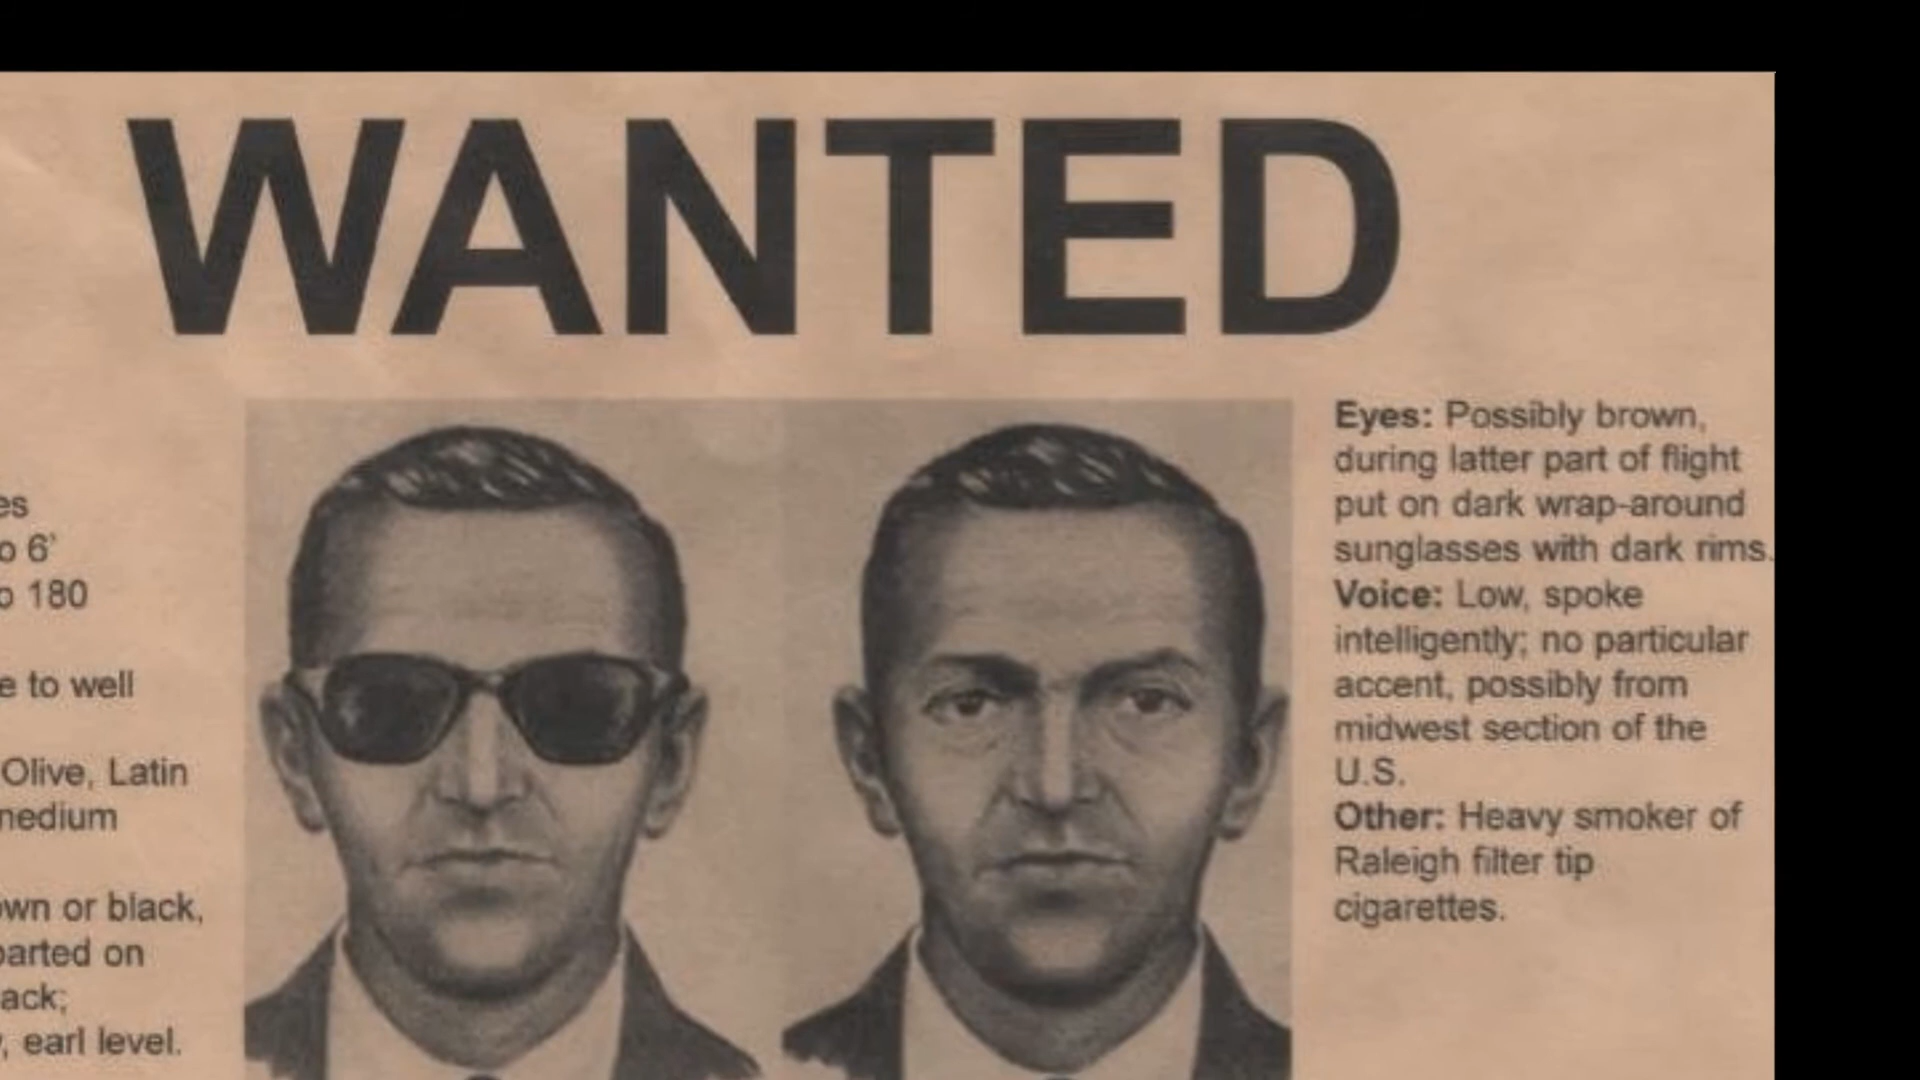 WANTED
es
o 6'
o 180
e to well
Olive, Latin
medium
own or black,
parted on
ack;
, earl level.
Eyes: Possibly brown,
during latter part of flight
put on dark wrap-around
sunglasses with dark rims.
Voice: Low, spoke
intelligently; no particular
accent, possibly from
midwest section of the
U.S.
Other: Heavy smoker of
Raleigh filter tip
cigarettes.